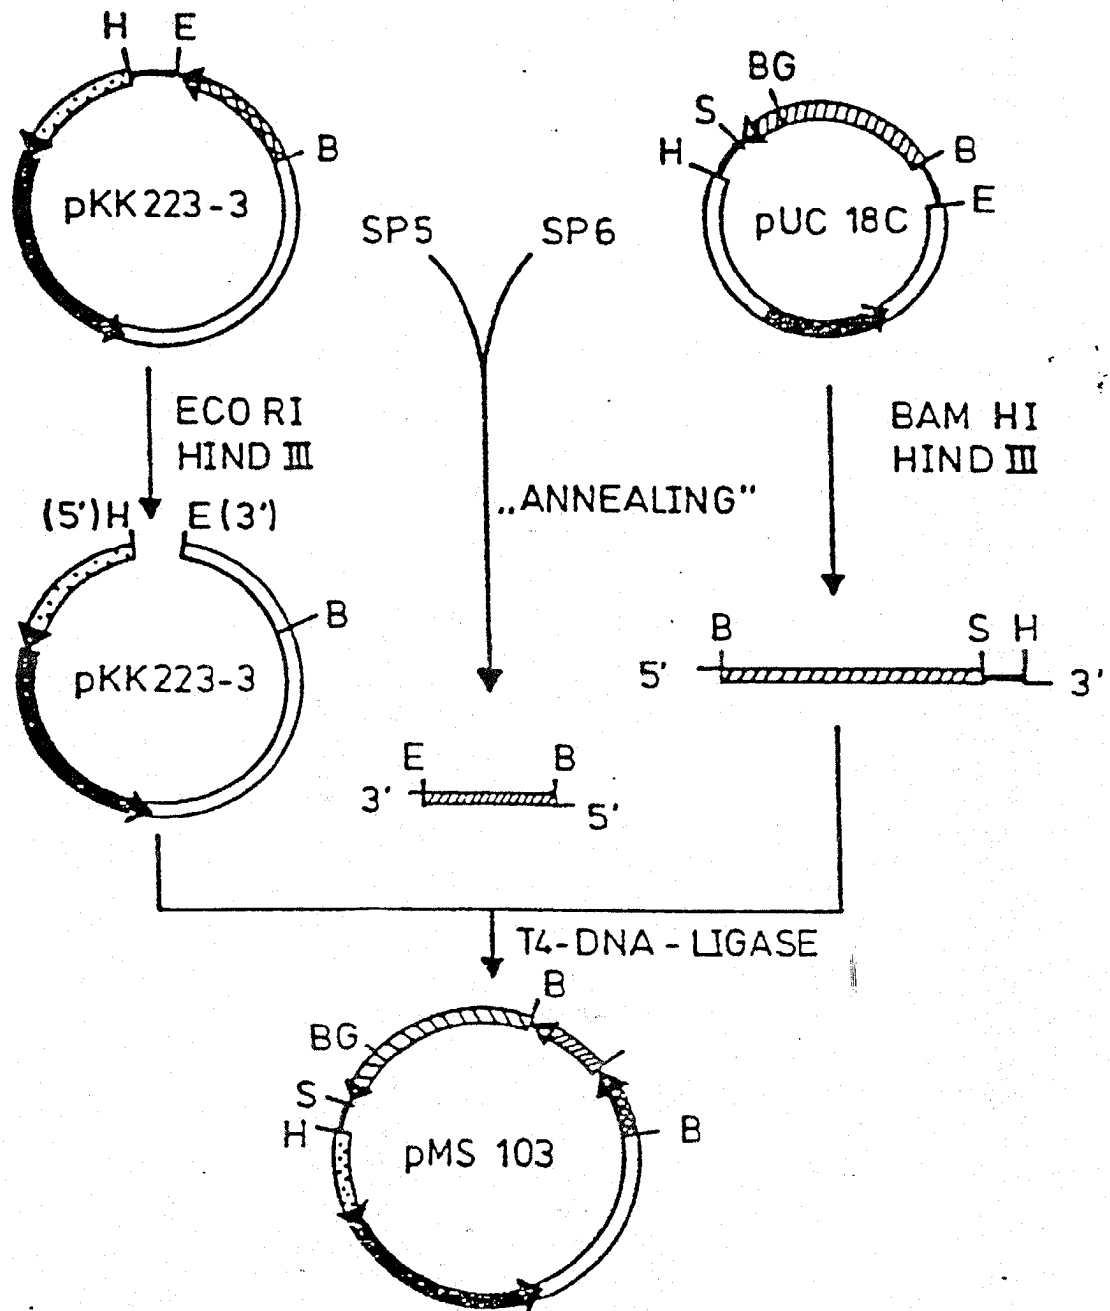 H E
B
pKK223-3
BG
S
H
B
E
pUC 18C
SP5 SP6
ECO RI
HIND III
BAM HI
HIND III
„ANNEALING"
(5')H E(3')
B
pKK223-3
B S H
5' 3'
E B
3' 5'
T4-DNA-LIGASE
B
BG
S
H
B
pMS 103